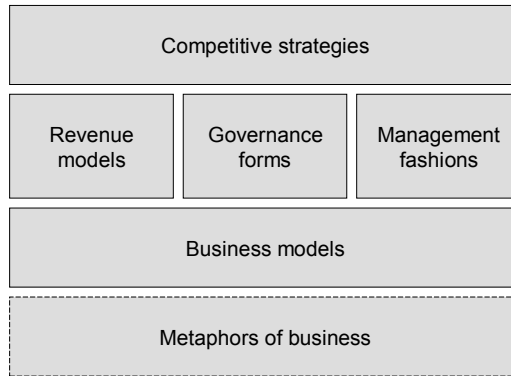 Competitive strategies
Revenue
models
Governance
forms
Management
fashions
Business models
Metaphors of business